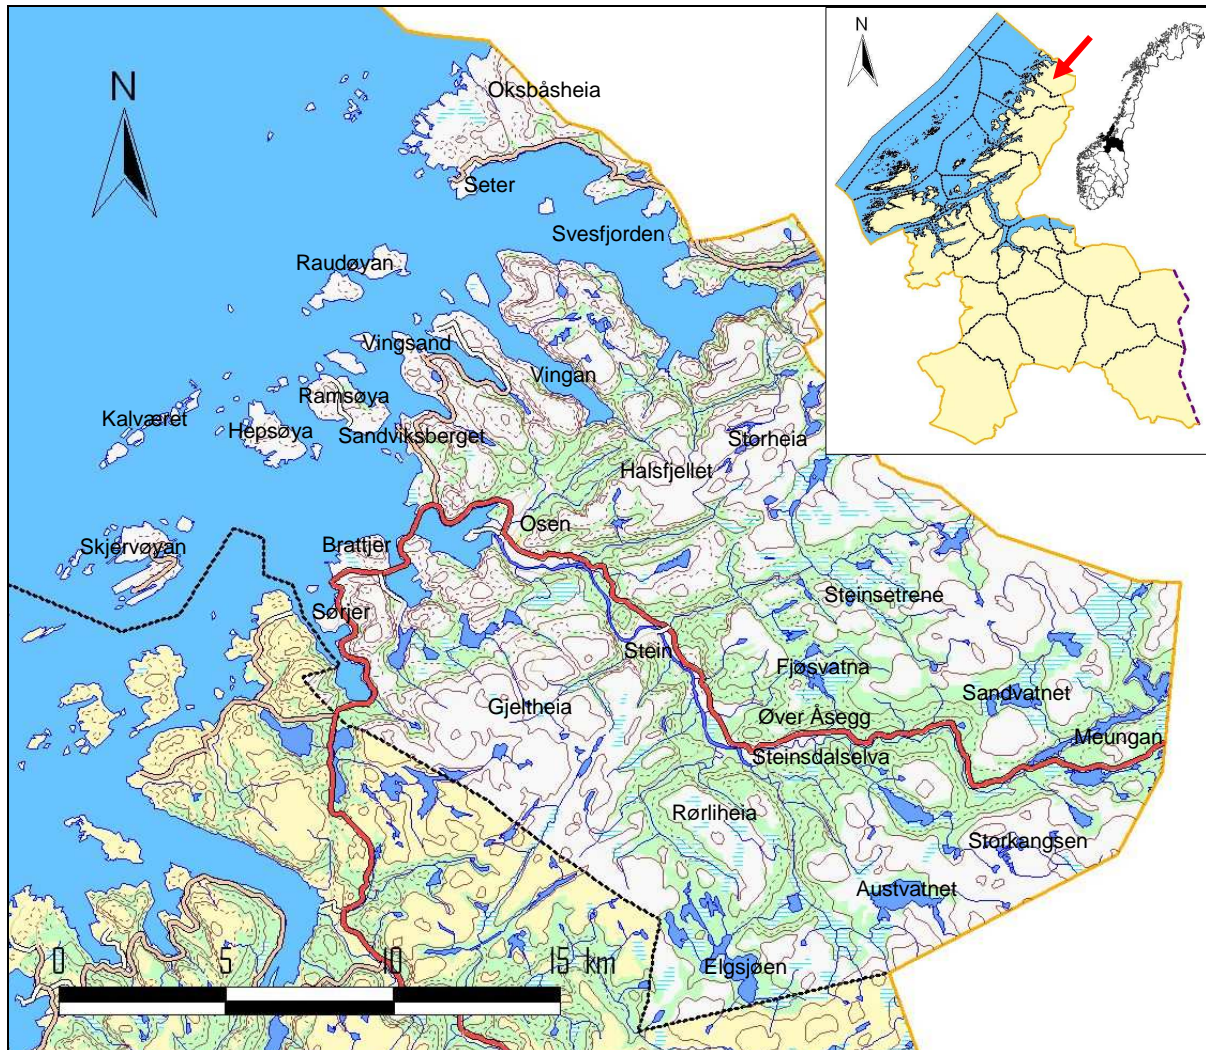 N
N
Oksbåsheia
Seter
Svesfjorden
Raudøyan
Vingsand
Vingan
Ramsøya
Kalværet
Hepsøya
Sandviksberget
Storheia
Halsfjellet
Osen
Skjervøyan
Brattjer
Steinsetrene
Sørjer
Stein
Fjøsvatna
Sandvatnet
Gjeltheia
Øver Åsegg
Meungan
Steinsdalselva
Rørliheia
Storkangsen
Austvatnet
Elgsjøen
0 5 10 15 km